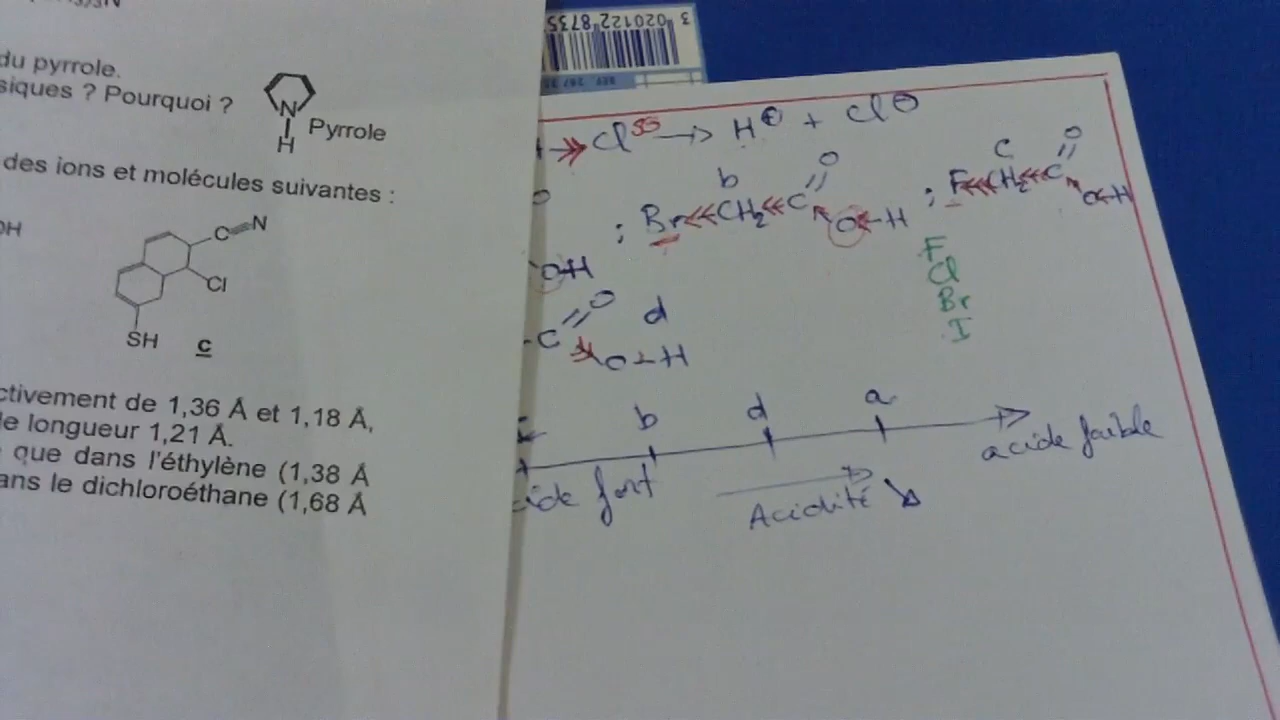 du pyrrole.
siques ? Pourquoi ?
N
H
Pyrrole
des ions et molécules suivantes :
OH
C N
Cl
SH c
ctivement de 1,36 Å et 1,18 Å,
e longueur 1,21 Å.
que dans l'éthylène (1,38 Å
ans le dichloroéthane (1,68 Å
3 020122 8735
Cl → H⊕ + Cl⊖
b
O
; Br CH₂ C
O H
c
O
; F CH₂ C
O H
F
Cl
Br
I
OH
C O d
O-H
c b d a
cide fort
acide faible
Acidité ↘